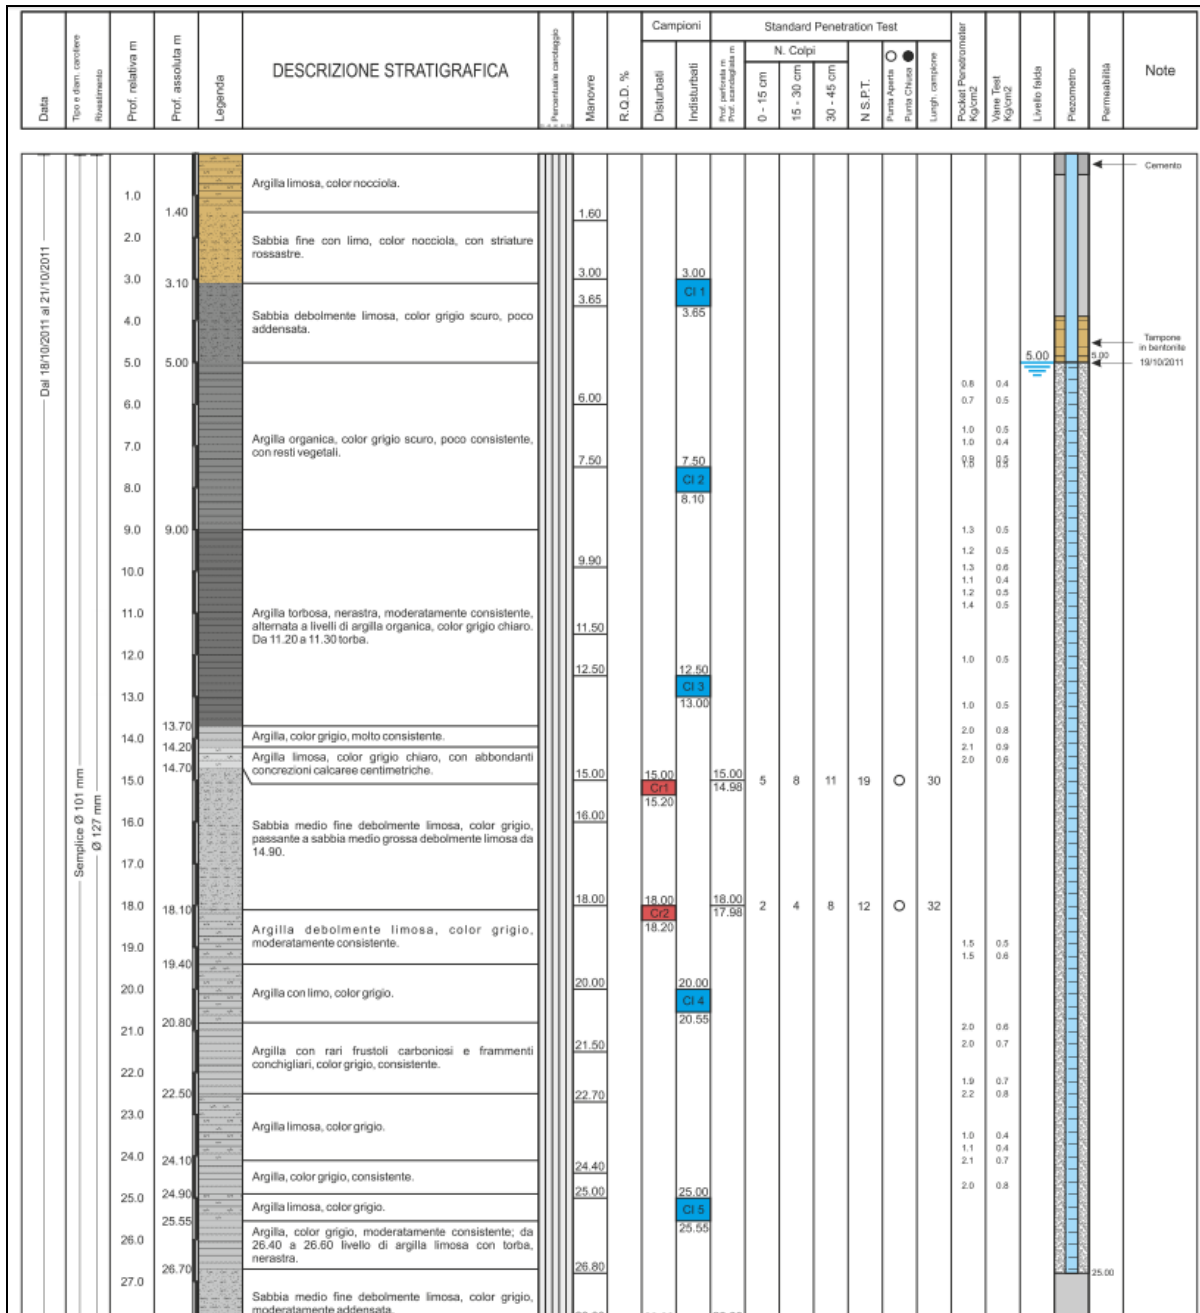 Data
Tipo e diam. carotiere
Rivestimento
Prof. relativa m
Prof. assoluta m
Legenda
DESCRIZIONE STRATIGRAFICA
Percentuale carotaggio
Manovre
R.Q.D. %
Campioni
Disturbati
Indisturbati
Standard Penetration Test
Prof. perforata m
Prof. scandagliata m
N. Colpi
0 - 15 cm
15 - 30 cm
30 - 45 cm
N S.P.T.
Punta Aperta
Punta Chiusa
Lungh. campione
Pocket Penetrometer
Kg/cm2
Vane Test
Kg/cm2
Livello falda
Piezometro
Permeabilità
Note
Dal 18/10/2011 al 21/10/2011
Semplice Ø 101 mm
Ø 127 mm
1.0
2.0
3.0
4.0
5.0
6.0
7.0
8.0
9.0
10.0
11.0
12.0
13.0
14.0
15.0
16.0
17.0
18.0
19.0
20.0
21.0
22.0
23.0
24.0
25.0
26.0
27.0
1.40
3.10
5.00
9.00
13.70
14.20
14.70
18.10
19.40
20.80
22.50
24.10
24.90
25.55
26.70
Argilla limosa, color nocciola.
Sabbia fine con limo, color nocciola, con striature
rossastre.
Sabbia debolmente limosa, color grigio scuro, poco
addensata.
Argilla organica, color grigio scuro, poco consistente,
con resti vegetali.
Argilla torbosa, nerastra, moderatamente consistente,
alternata a livelli di argilla organica, color grigio chiaro.
Da 11.20 a 11.30 torba.
Argilla, color grigio, molto consistente.
Argilla limosa, color grigio chiaro, con abbondanti
concrezioni calcaree centimetriche.
Sabbia medio fine debolmente limosa, color grigio,
passante a sabbia medio grossa debolmente limosa da
14.90.
Argilla debolmente limosa, color grigio,
moderatamente consistente.
Argilla con limo, color grigio.
Argilla con rari frustoli carboniosi e frammenti
conchigliari, color grigio, consistente.
Argilla limosa, color grigio.
Argilla, color grigio, consistente.
Argilla limosa, color grigio.
Argilla, color grigio, moderatamente consistente; da
26.40 a 26.60 livello di argilla limosa con torba,
nerastra.
Sabbia medio fine debolmente limosa, color grigio,
moderatamente addensata.
1.60
3.00
3.65
6.00
7.50
9.90
11.50
12.50
15.00
16.00
18.00
20.00
21.50
22.70
24.40
25.00
26.80
15.00
Cr1
15.20
18.00
Cr2
18.20
3.00
CI 1
3.65
7.50
CI 2
8.10
12.50
CI 3
13.00
20.00
CI 4
20.55
25.00
CI 5
25.55
15.00 5 8 11 19 30
14.98
18.00 2 4 8 12 32
17.98
0.8 0.4
0.7 0.5
1.0 0.5
1.0 0.4
0.9 0.5
1.0 0.5
1.3 0.5
1.2 0.5
1.3 0.6
1.1 0.4
1.2 0.5
1.4 0.5
1.0 0.5
1.0 0.5
2.0 0.8
2.1 0.9
2.0 0.6
1.5 0.5
1.5 0.6
2.0 0.6
2.0 0.7
1.9 0.7
2.2 0.8
1.0 0.4
1.1 0.4
2.1 0.7
2.0 0.8
5.00
5.00
25.00
Cemento
Tampone
in bentonite
19/10/2011